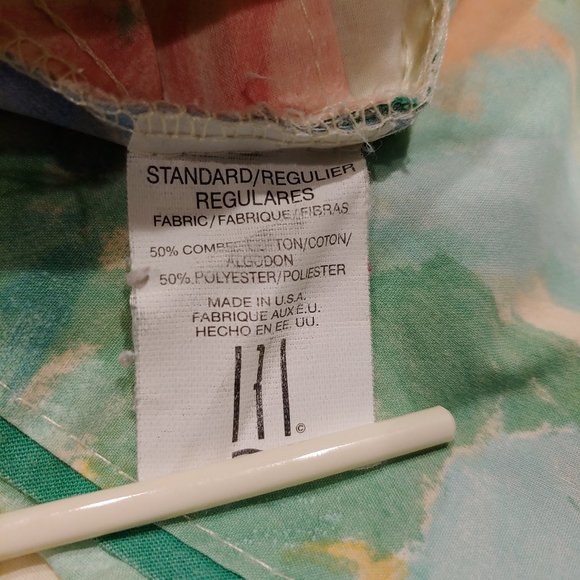 STANDARD/REGULIER
REGULARES
FABRIC/FABRIQUE/FIBRAS
50% COMBED COTTON/COTON/
ALGODON
50% POLYESTER/POLIESTER
MADE IN U.S.A.
FABRIQUE AUX E.U.
HECHO EN EE. UU.
©